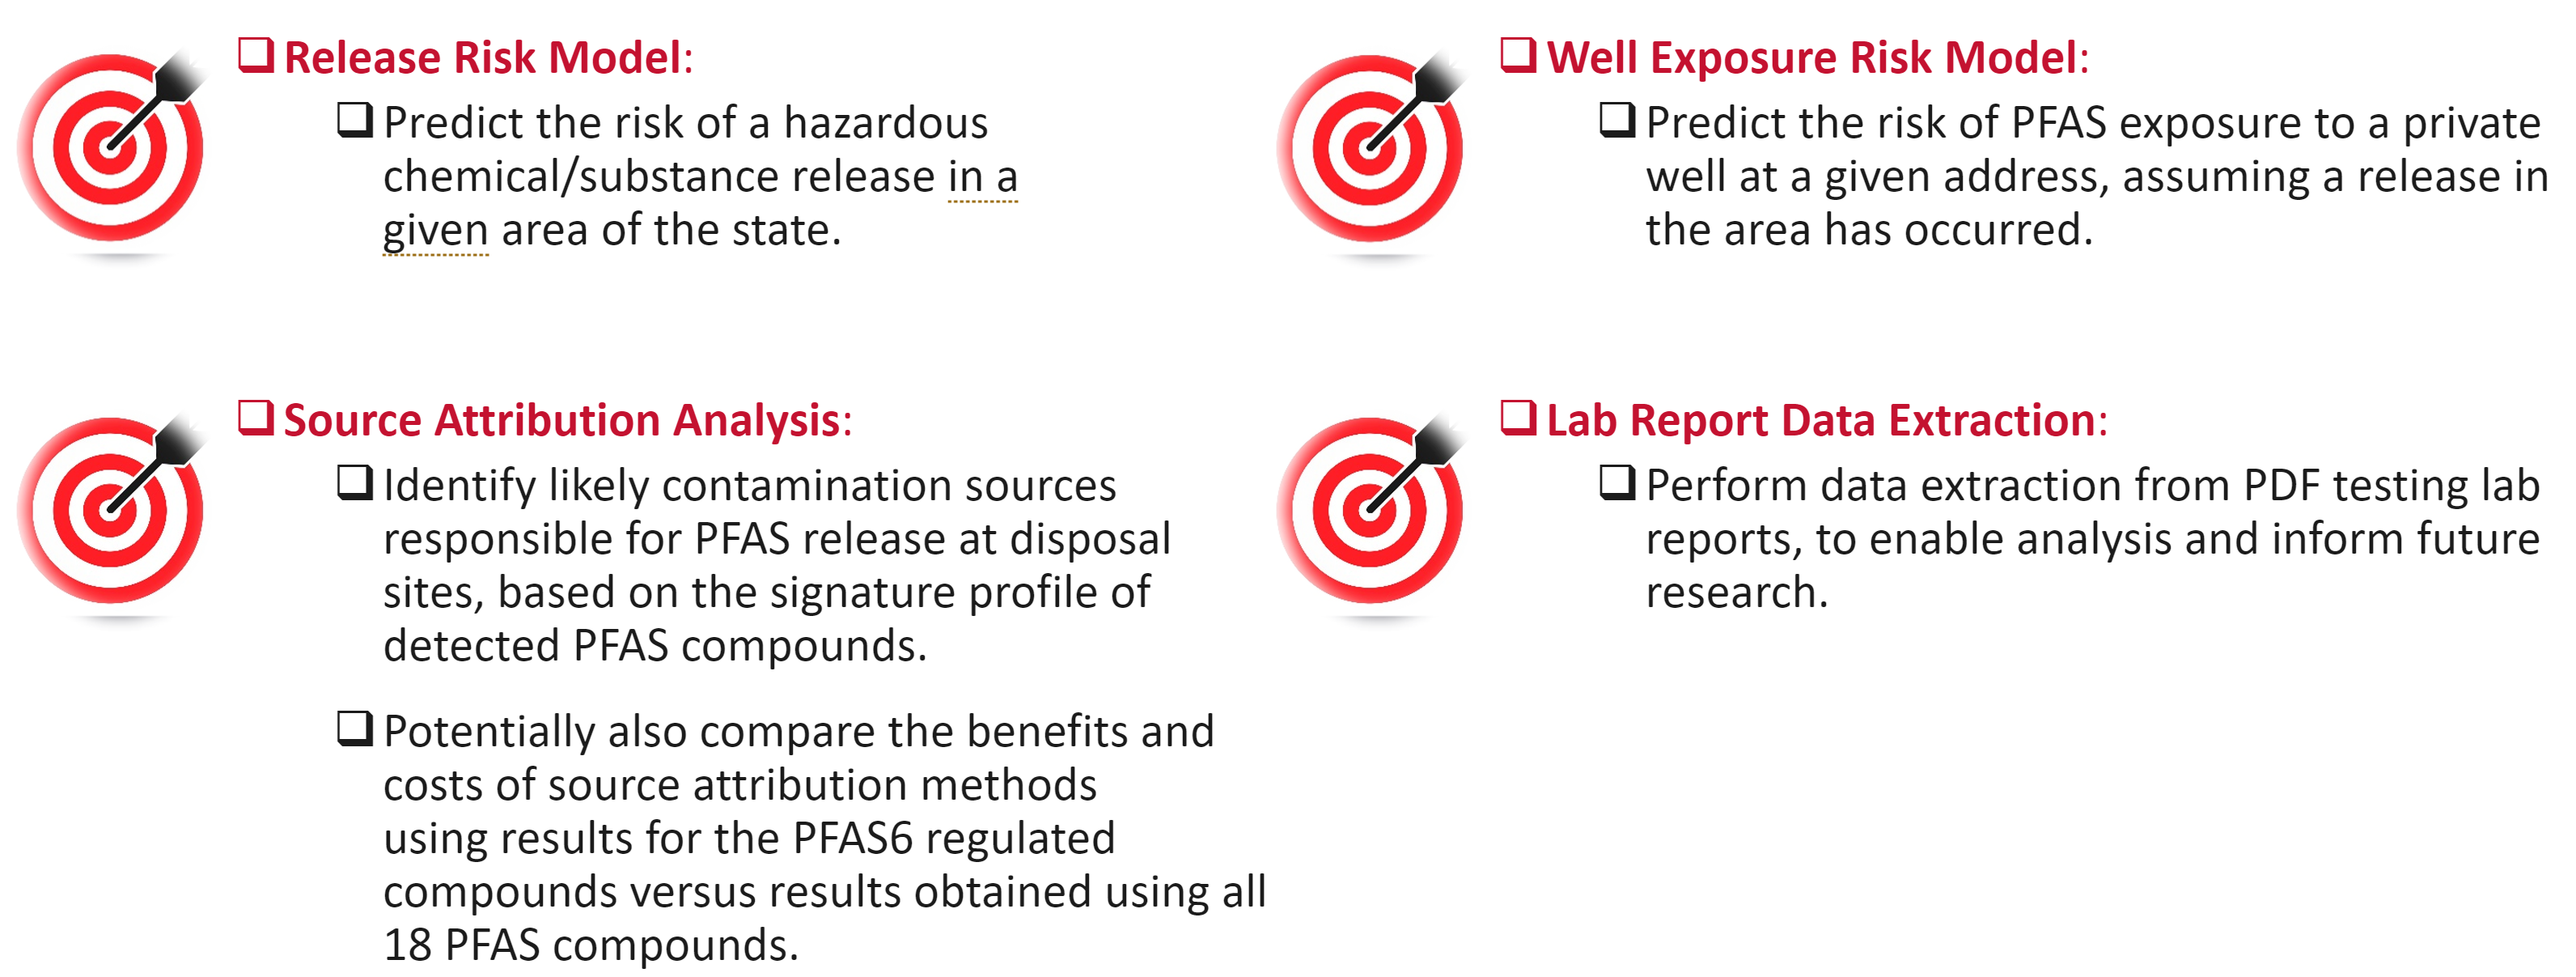 ❑ Release Risk Model:
❑ Predict the risk of a hazardous
chemical/substance release in a
given area of the state.
❑ Source Attribution Analysis:
❑ Identify likely contamination sources
responsible for PFAS release at disposal
sites, based on the signature profile of
detected PFAS compounds.
❑ Potentially also compare the benefits and
costs of source attribution methods
using results for the PFAS6 regulated
compounds versus results obtained using all
18 PFAS compounds.
❑ Well Exposure Risk Model:
❑ Predict the risk of PFAS exposure to a private
well at a given address, assuming a release in
the area has occurred.
❑ Lab Report Data Extraction:
❑ Perform data extraction from PDF testing lab
reports, to enable analysis and inform future
research.